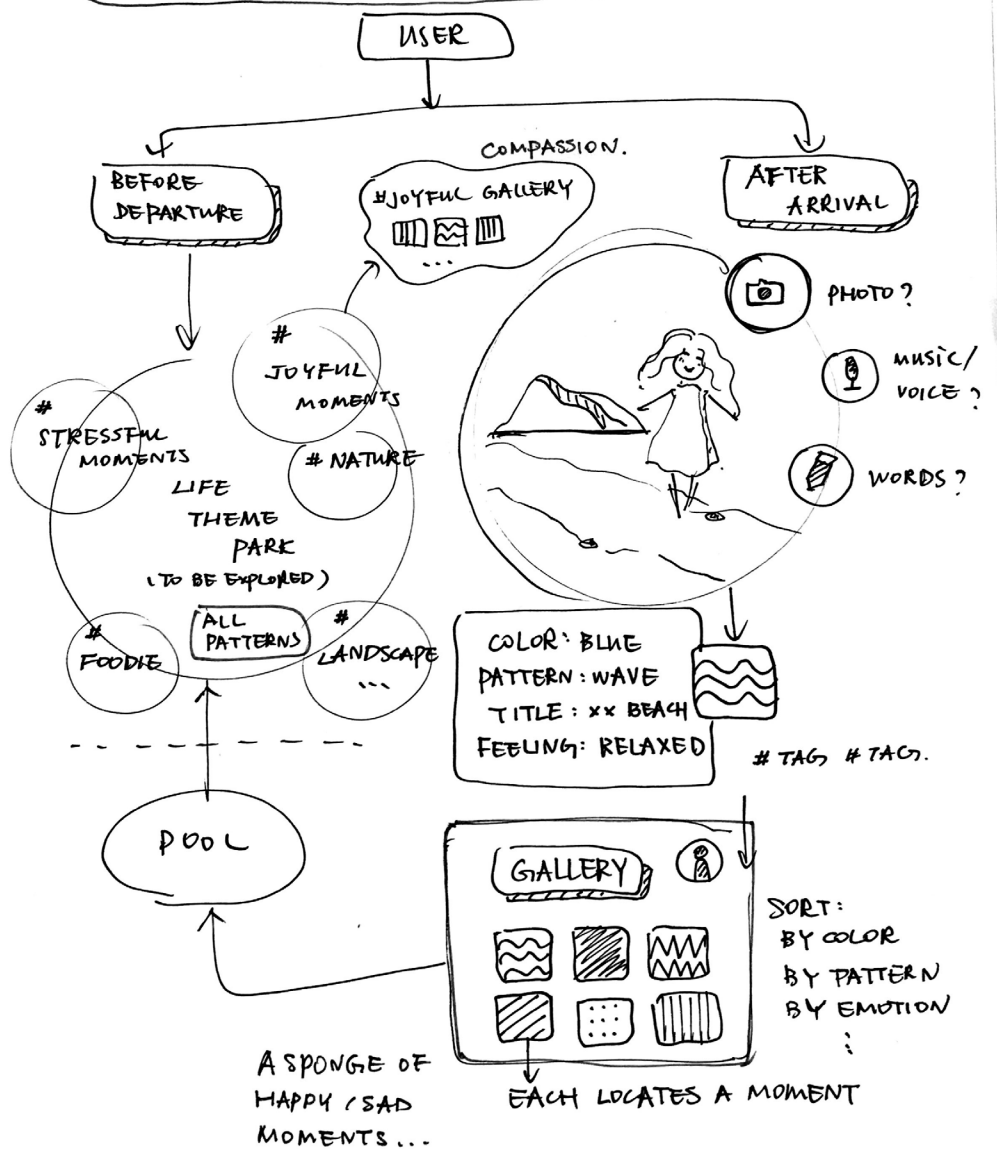 USER
BEFORE
DEPARTURE
COMPASSION.
#JOYFUL GALLERY
...
AFTER
ARRIVAL
PHOTO?
MUSIC/
VOICE?
WORDS?
#
JOYFUL
MOMENTS
#
STRESSFUL
MOMENTS
# NATURE
LIFE
THEME
PARK
(TO BE EXPLORED)
ALL
PATTERNS
#
FOODIE
#
LANDSCAPE
...
COLOR: BLUE
PATTERN: WAVE
TITLE: xx BEACH
FEELING: RELAXED
# TAG # TAG.
POOL
GALLERY
SORT:
BY COLOR
BY PATTERN
BY EMOTION
...
EACH LOCATES A MOMENT
A SPONGE OF
HAPPY / SAD
MOMENTS...